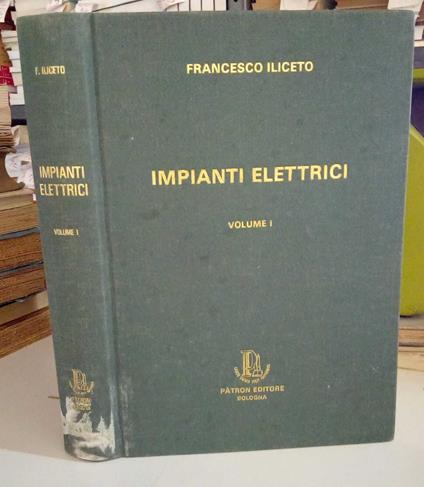 F. ILICETO
IMPIANTI
ELETTRICI
VOLUME I
FRANCESCO ILICETO
IMPIANTI ELETTRICI
VOLUME I
PÀTRON EDITORE
BOLOGNA